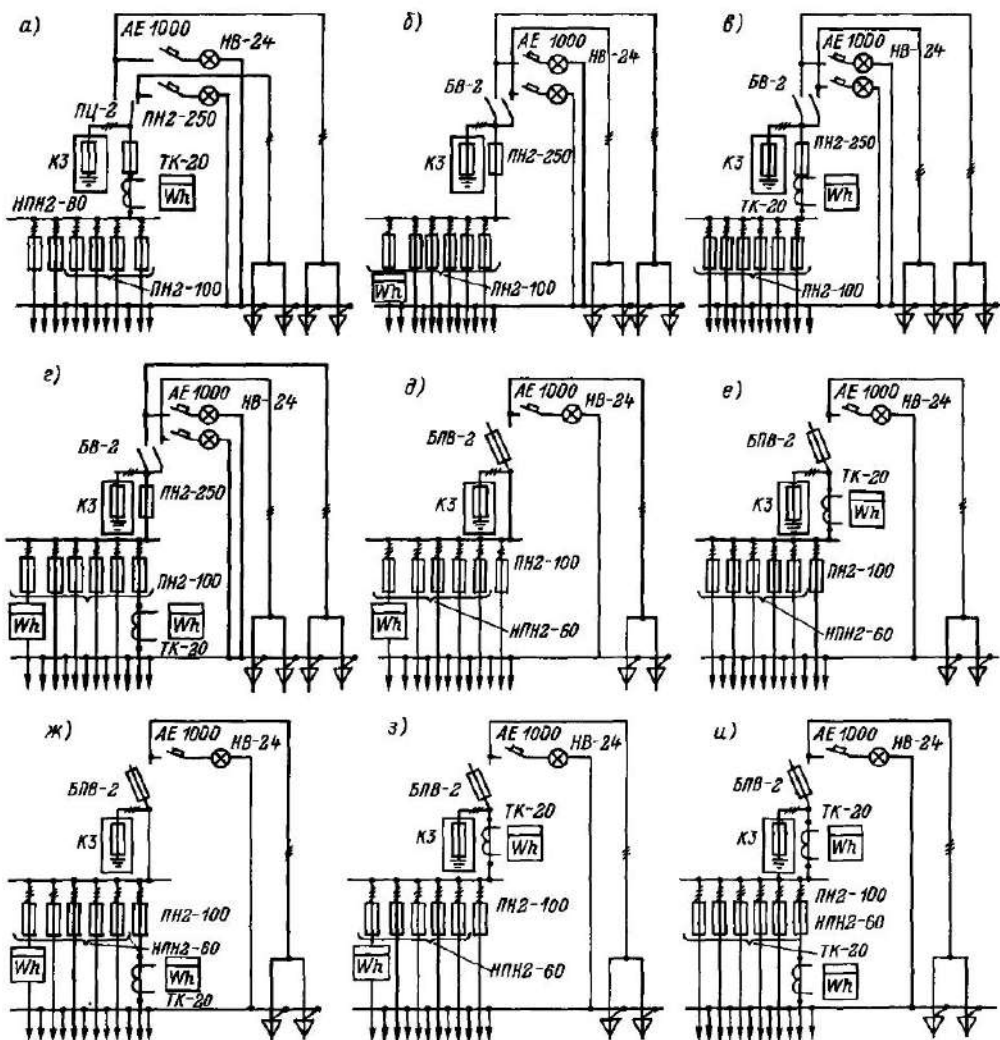 а)
АЕ 1000
НВ-24
ПЦ-2
ПН2-250
КЗ
ТК-20
Wh
НПН2-80
ПН2-100
б)
АЕ 1000
НВ-24
БВ-2
КЗ
ПН2-250
Wh
ПН2-100
в)
АЕ 1000
НВ-24
БВ-2
ПН2-250
КЗ
ТК-20
Wh
ПН2-100
г)
АЕ 1000
НВ-24
БВ-2
КЗ
ПН2-250
ПН2-100
Wh
Wh
ТК-20
д)
АЕ 1000
НВ-24
БПВ-2
КЗ
ПН2-100
Wh
НПН2-60
е)
АЕ 1000
НВ-24
БПВ-2
ТК-20
КЗ
Wh
ПН2-100
НПН2-60
ж)
АЕ 1000
НВ-24
БПВ-2
КЗ
ПН2-100
НПН2-60
Wh
Wh
ТК-20
з)
АЕ 1000
НВ-24
БПВ-2
ТК-20
КЗ
Wh
ПН2-100
Wh
НПН2-60
и)
АЕ 1000
НВ-24
БПВ-2
ТК-20
КЗ
Wh
ПН2-100
НПН2-60
ТК-20
Wh